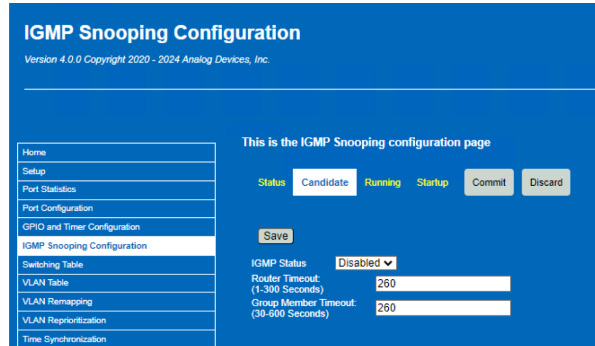 IGMP Snooping Configuration
Version 4.0.0 Copyright 2020 - 2024 Analog Devices, Inc.
Home
Setup
Port Statistics
Port Configuration
GPIO and Timer Configuration
IGMP Snooping Configuration
Switching Table
VLAN Table
VLAN Remapping
VLAN Reprioritization
Time Synchronization
This is the IGMP Snooping configuration page
Status Candidate Running Startup Commit Discard
Save
IGMP Status Disabled
Router Timeout: 260
(1-300 Seconds)
Group Member Timeout: 260
(30-600 Seconds)